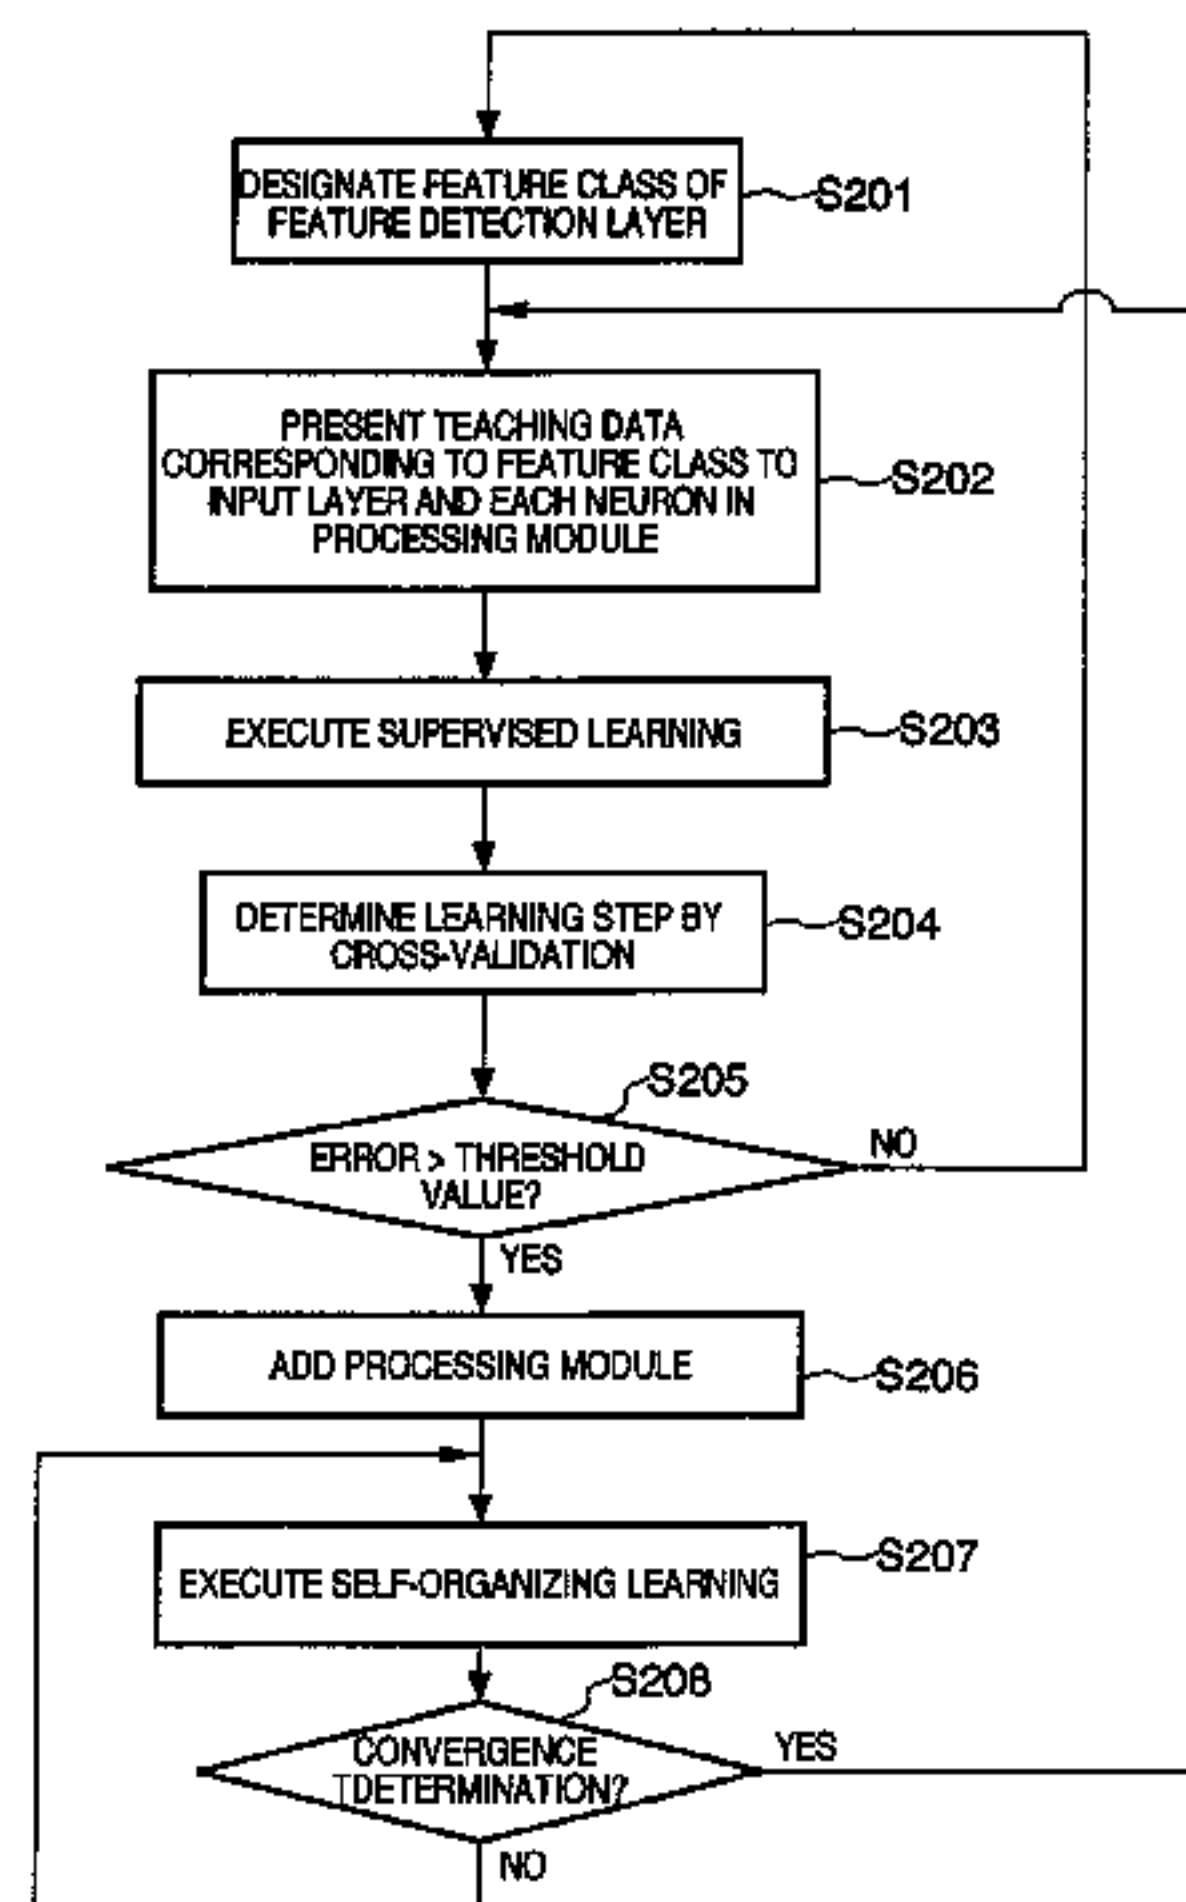 DESIGNATE FEATURE CLASS OF
FEATURE DETECTION LAYER
S201
PRESENT TEACHING DATA
CORRESPONDING TO FEATURE CLASS TO
INPUT LAYER AND EACH NEURON IN
PROCESSING MODULE
S202
EXECUTE SUPERVISED LEARNING
S203
DETERMINE LEARNING STEP BY
CROSS-VALIDATION
S204
S205
ERROR > THRESHOLD
VALUE?
NO
YES
ADD PROCESSING MODULE
S206
EXECUTE SELF-ORGANIZING LEARNING
S207
S208
CONVERGENCE
TDETERMINATION?
YES
NO